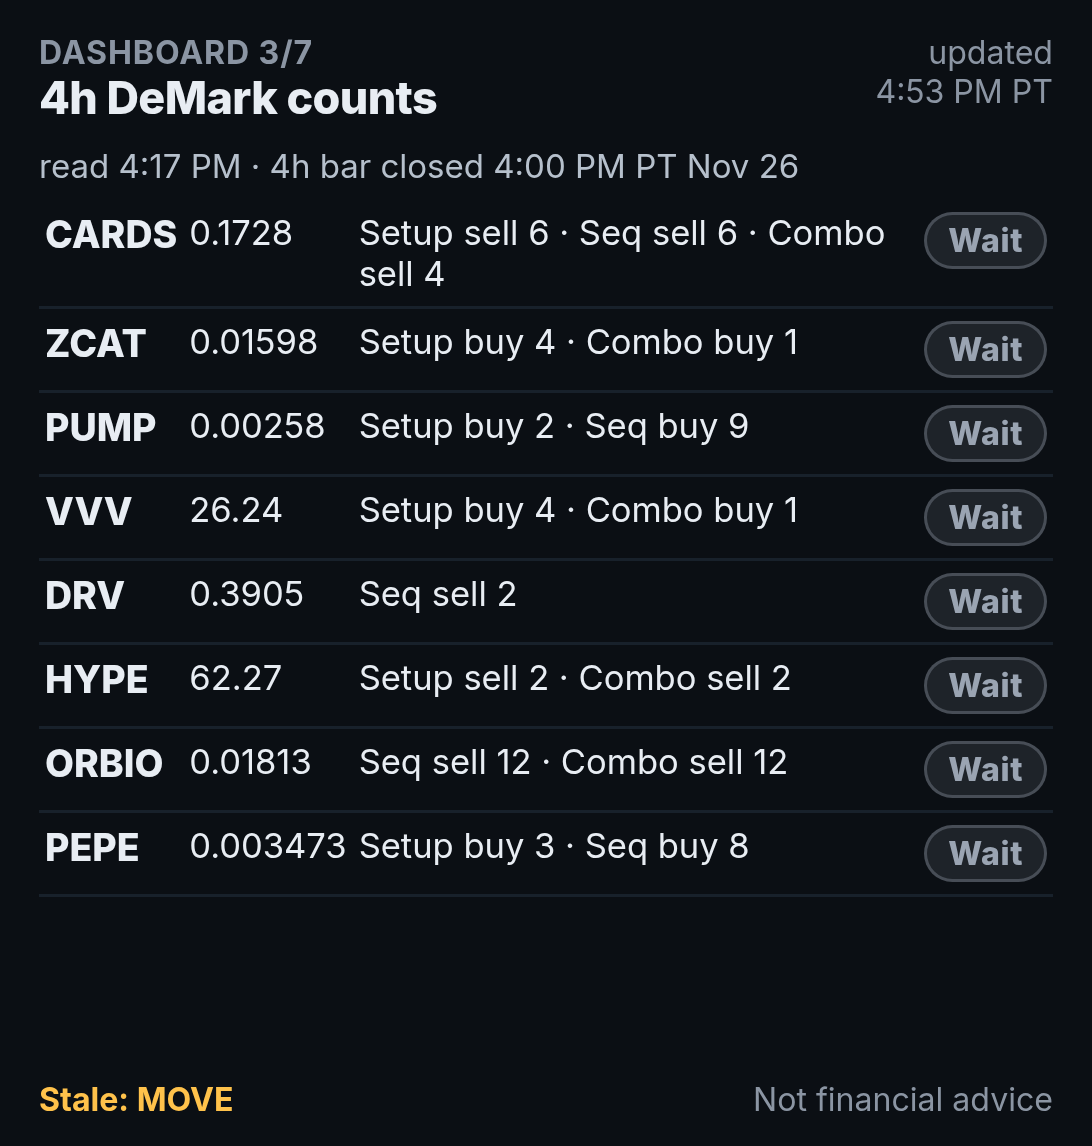 DASHBOARD 3/7
4h DeMark counts
updated
4:53 PM PT
read 4:17 PM · 4h bar closed 4:00 PM PT Nov 26
CARDS 0.1728 Setup sell 6 · Seq sell 6 · Combo
sell 4
Wait
ZCAT 0.01598 Setup buy 4 · Combo buy 1 Wait
PUMP 0.00258 Setup buy 2 · Seq buy 9 Wait
VVV 26.24 Setup buy 4 · Combo buy 1 Wait
DRV 0.3905 Seq sell 2 Wait
HYPE 62.27 Setup sell 2 · Combo sell 2 Wait
ORBIO 0.01813 Seq sell 12 · Combo sell 12 Wait
PEPE 0.003473 Setup buy 3 · Seq buy 8 Wait
Stale: MOVE
Not financial advice